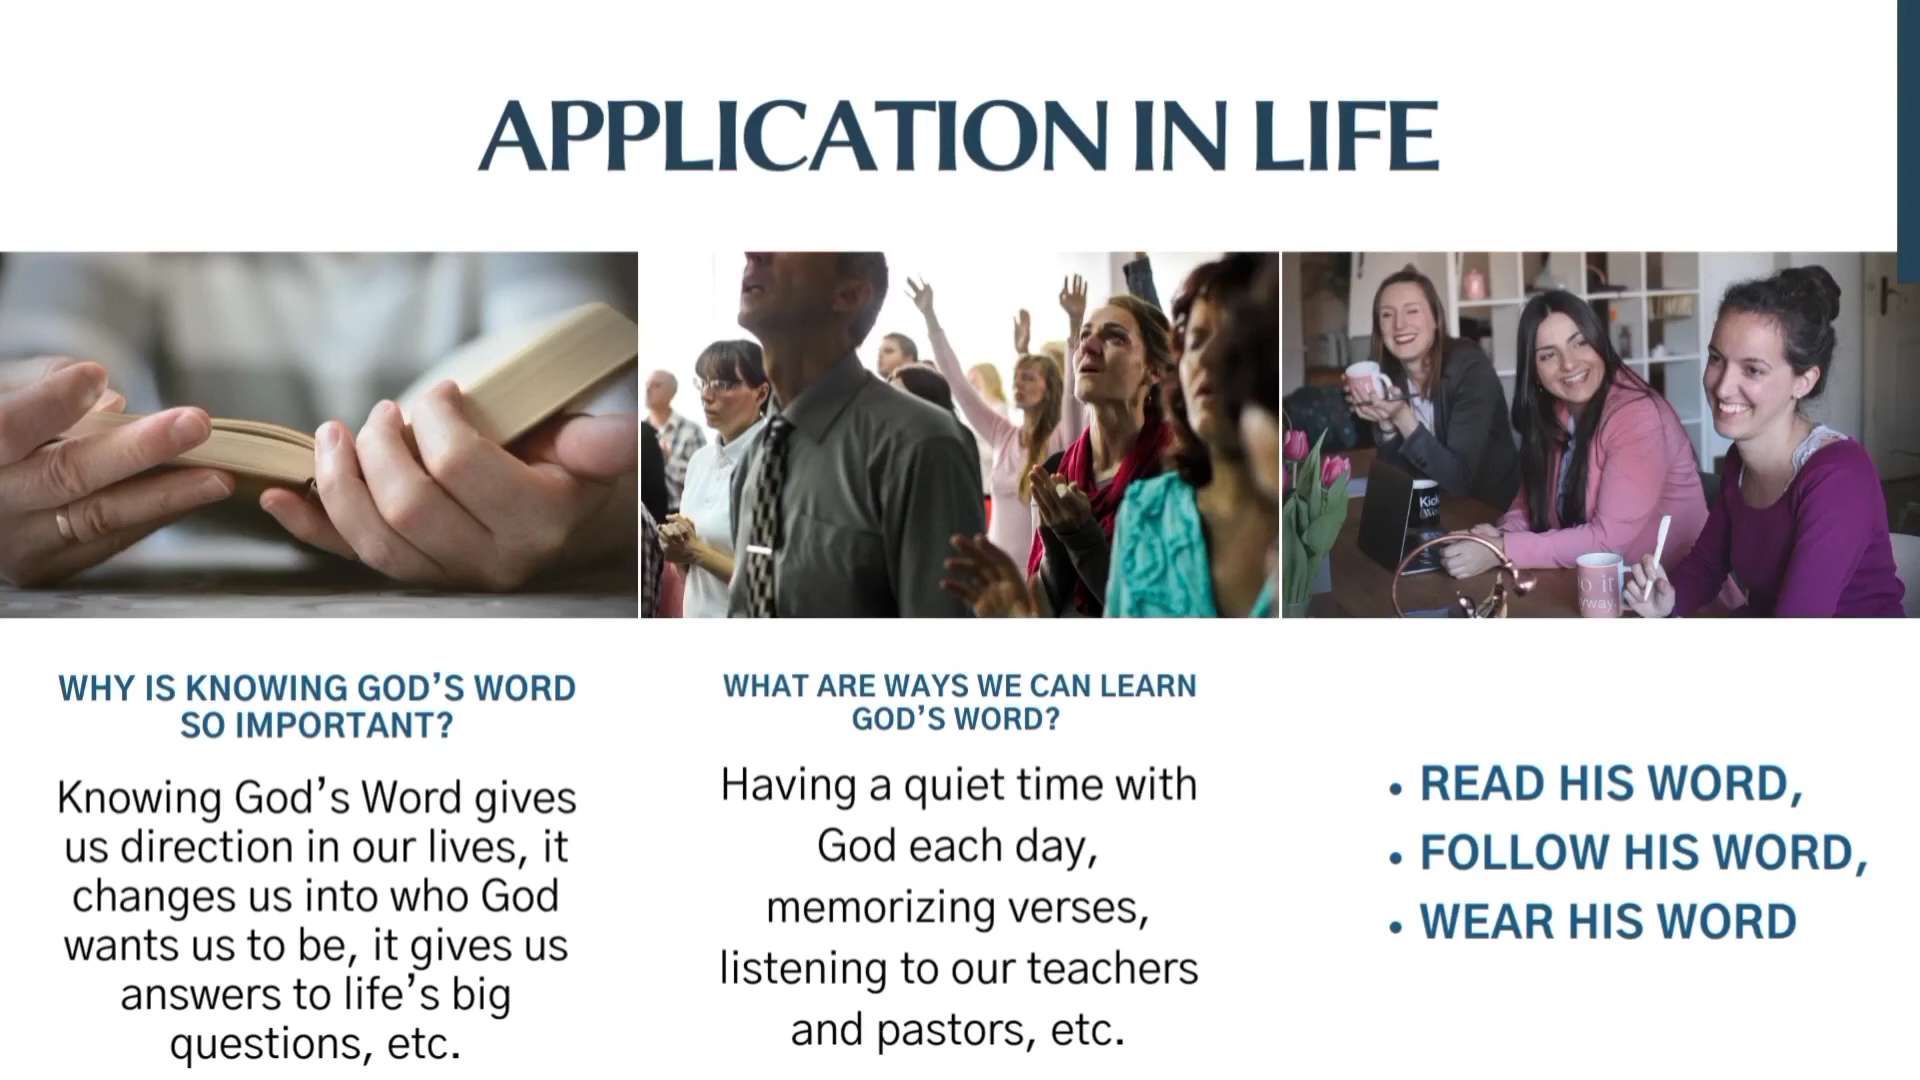 APPLICATION IN LIFE
Kick
o it
yway.
WHY IS KNOWING GOD’S WORD
SO IMPORTANT?
Knowing God’s Word gives
us direction in our lives, it
changes us into who God
wants us to be, it gives us
answers to life’s big
questions, etc.
WHAT ARE WAYS WE CAN LEARN
GOD’S WORD?
Having a quiet time with
God each day,
memorizing verses,
listening to our teachers
and pastors, etc.
• READ HIS WORD,
• FOLLOW HIS WORD,
• WEAR HIS WORD